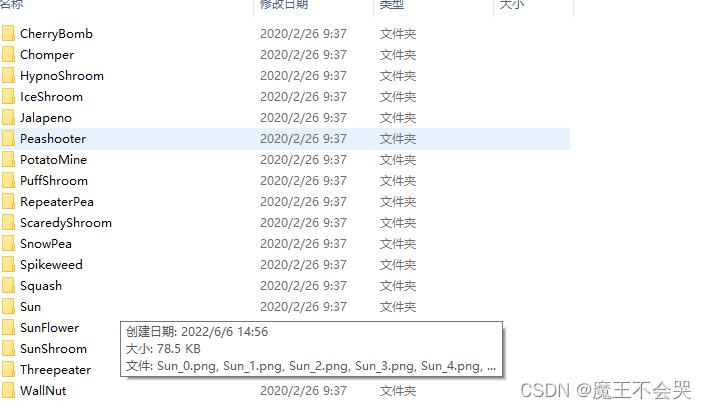 名称 修改日期 类型 大小
CherryBomb 2020/2/26 9:37 文件夹
Chomper 2020/2/26 9:37 文件夹
HypnoShroom 2020/2/26 9:37 文件夹
IceShroom 2020/2/26 9:37 文件夹
Jalapeno 2020/2/26 9:37 文件夹
Peashooter 2020/2/26 9:37 文件夹
PotatoMine 2020/2/26 9:37 文件夹
PuffShroom 2020/2/26 9:37 文件夹
RepeaterPea 2020/2/26 9:37 文件夹
ScaredyShroom 2020/2/26 9:37 文件夹
SnowPea 2020/2/26 9:37 文件夹
Spikeweed 2020/2/26 9:37 文件夹
Squash 2020/2/26 9:37 文件夹
Sun 2020/2/26 9:37 文件夹
SunFlower
创建日期: 2022/6/6 14:56
SunShroom
大小: 78.5 KB
Threepeater
文件: Sun_0.png, Sun_1.png, Sun_2.png, Sun_3.png, Sun_4.png, ...
WallNut 2020/2/26 9:37 文件夹
CSDN @魔王不会哭